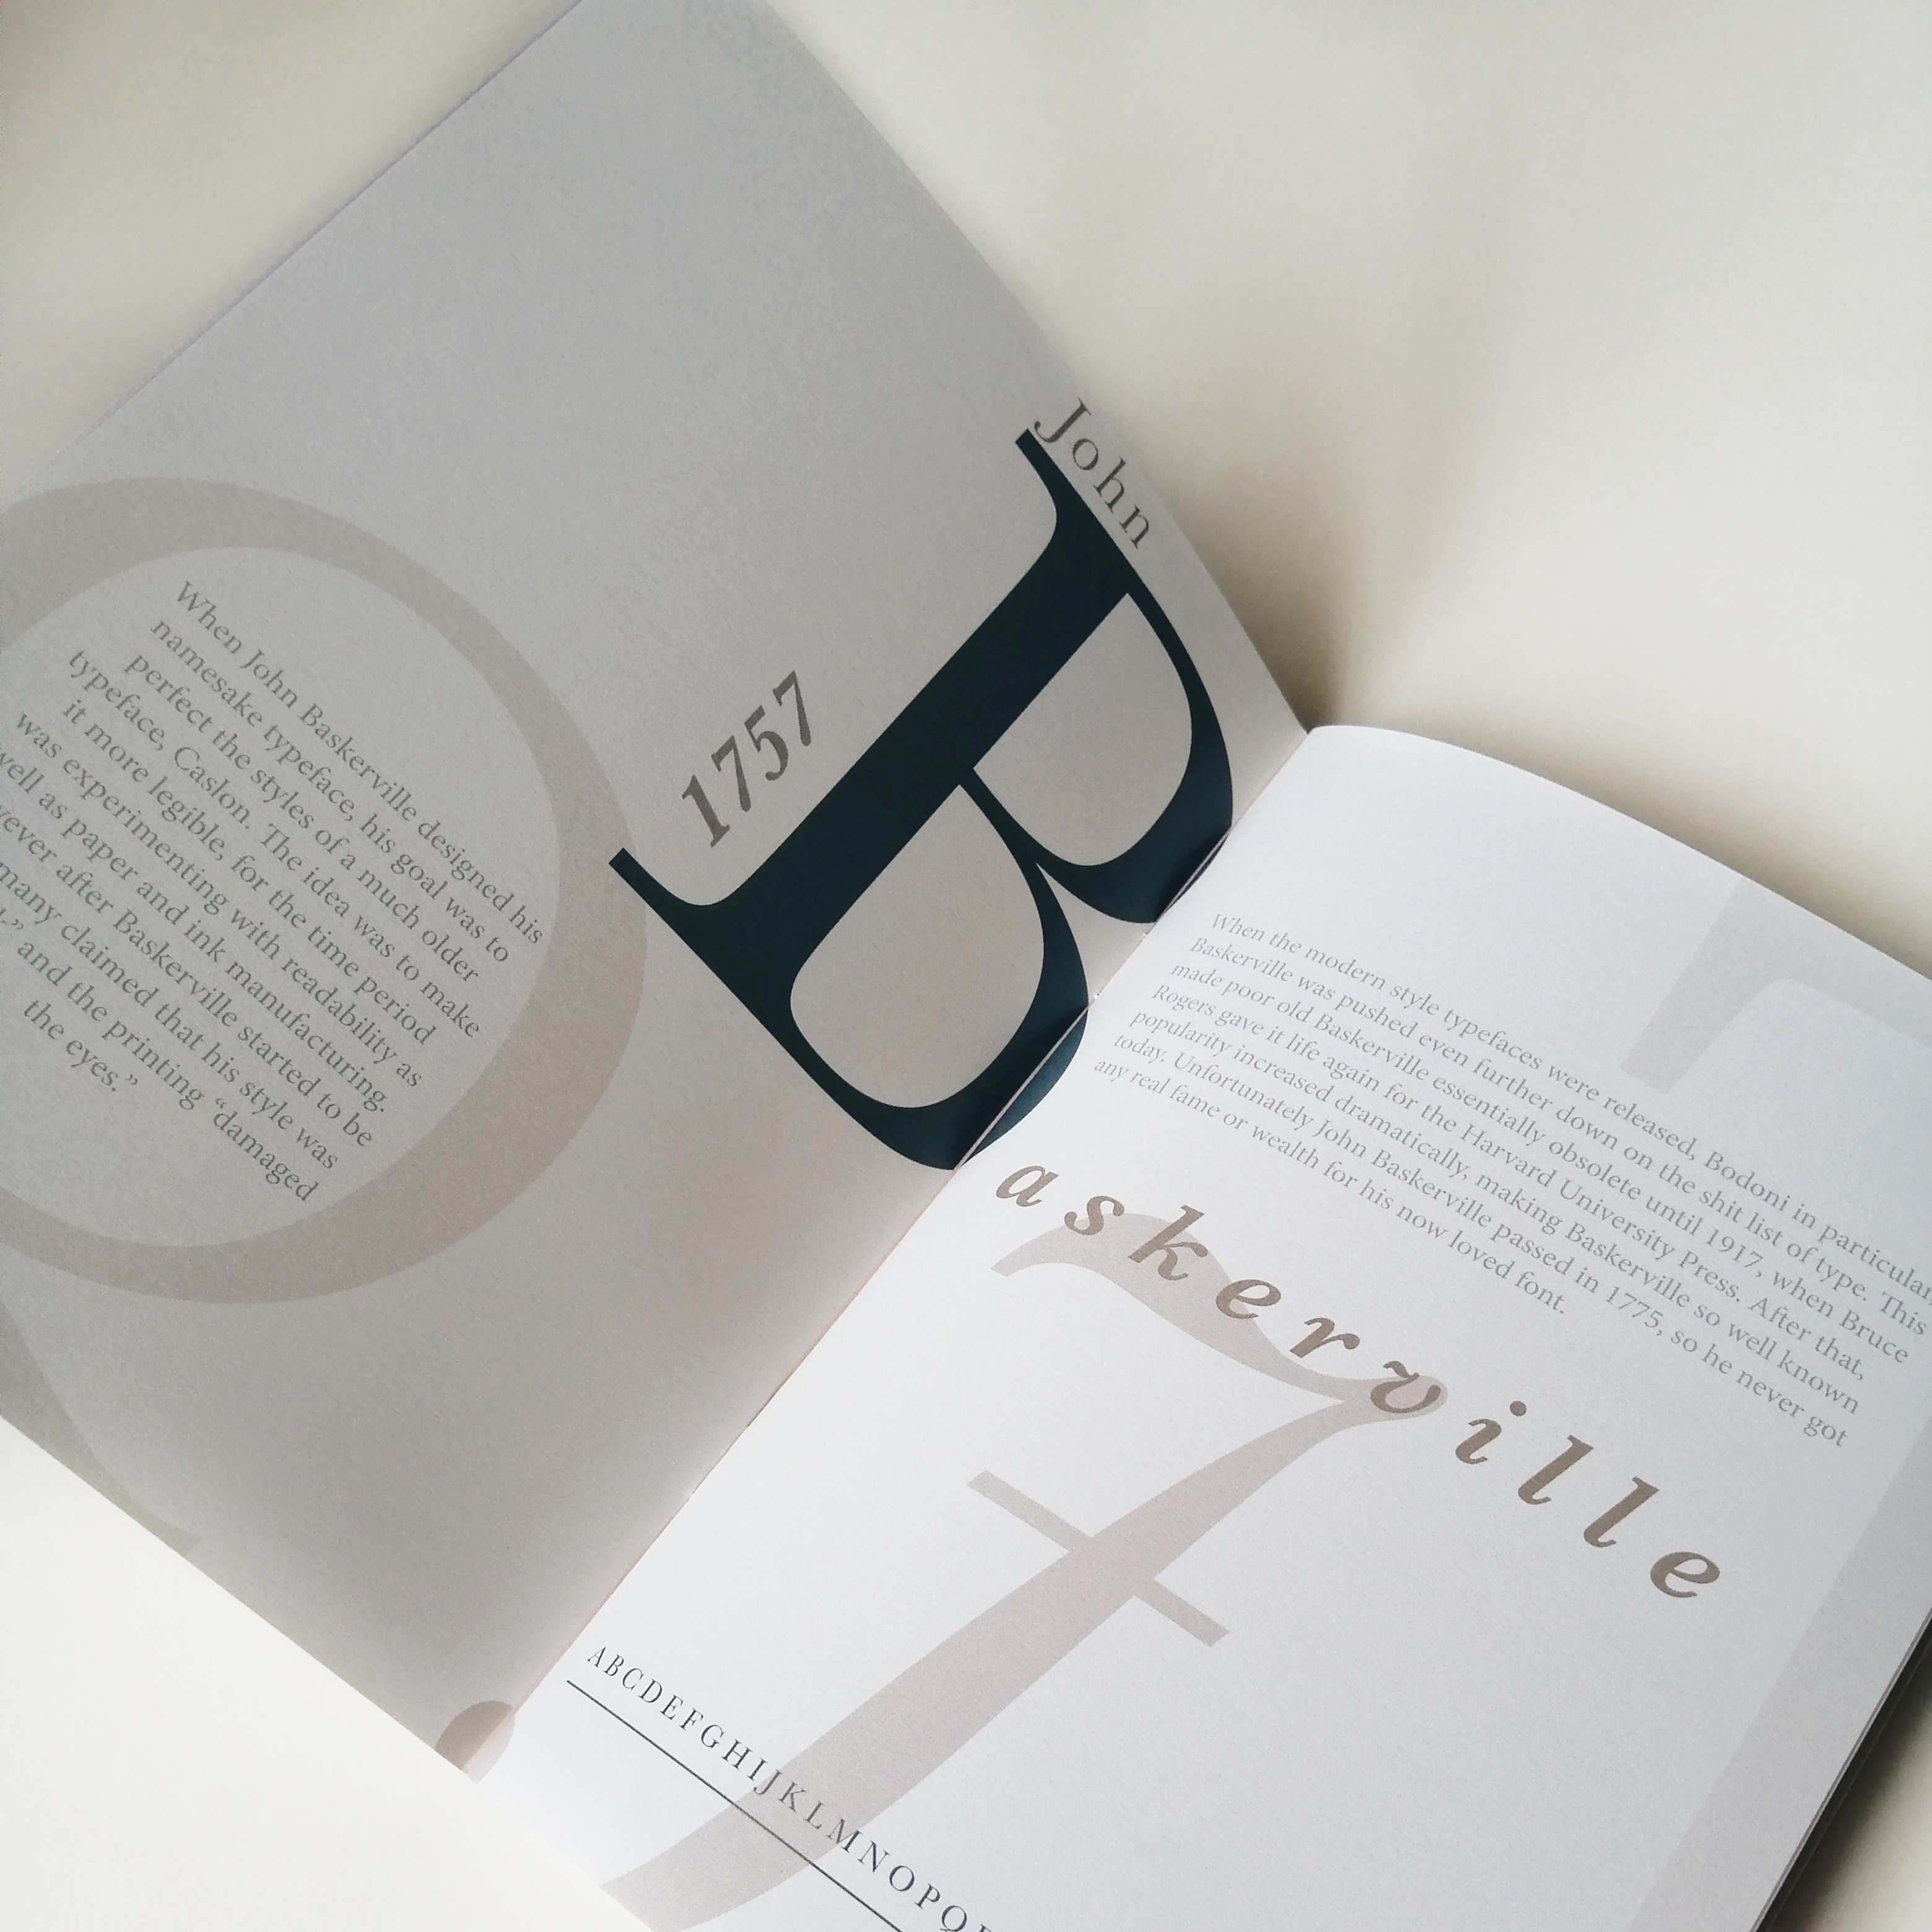 John
B
1757
When John Baskerville designed his
namesake typeface, his goal was to
perfect the styles of a much older
typeface, Caslon. The idea was to make
it more legible, for the time period
was experimenting with readability as
well as paper and ink manufacturing.
after Baskerville started to be
many claimed that his style was
and the printing “damaged
the eyes.”
When the modern style typefaces were released, Bodoni in particular,
Baskerville was pushed even further down on the shit list of type. This
made poor old Baskerville essentially obsolete until 1917, when Bruce
Rogers gave it life again for the Harvard University Press. After that,
popularity increased dramatically, making Baskerville so well known
today. Unfortunately John Baskerville passed in 1775, so he never got
any real fame or wealth for his now loved font.
askerville
f
ABCDEFGHIJKLMNOPQ